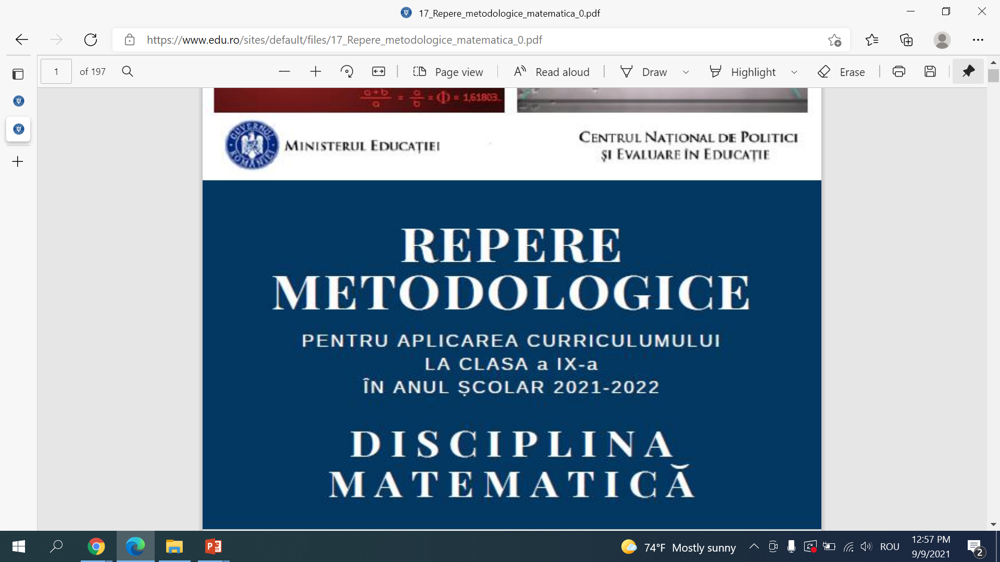 17_Repere_metodologice_matematica_0.pdf
https://www.edu.ro/sites/default/files/17_Repere_metodologice_matematica_0.pdf
1 of 197 Page view Read aloud Draw Highlight Erase
a+b/a = a/b = Φ = 1,61803..
GUVERNUL ROMÂNIEI
MINISTERUL EDUCAȚIEI
CENTRUL NAȚIONAL DE POLITICI
ȘI EVALUARE ÎN EDUCAȚIE
REPERE
METODOLOGICE
PENTRU APLICAREA CURRICULUMULUI
LA CLASA a IX-a
ÎN ANUL ȘCOLAR 2021-2022
DISCIPLINA
MATEMATICĂ
74°F Mostly sunny
ROU
12:57 PM
9/9/2021
2